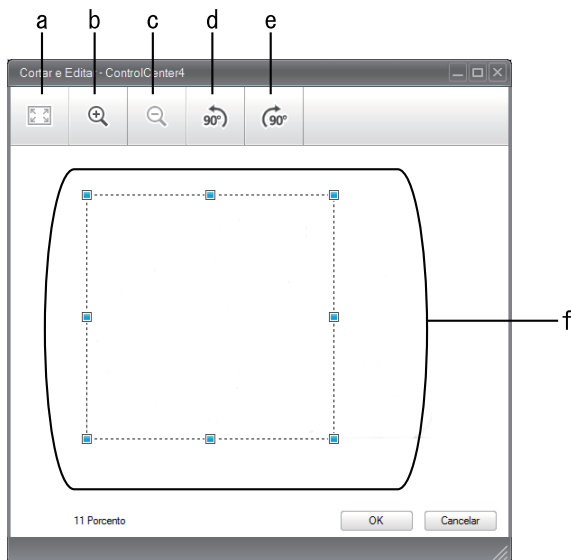 a b c d e
Cortar e Editar - ControlCenter4
90° 90°
f
11 Porcento OK Cancelar